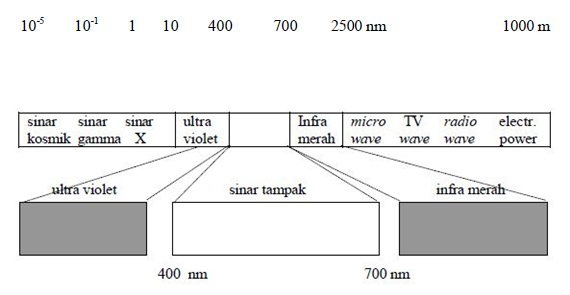 10⁻⁵ 10⁻¹ 1 10 400 700 2500 nm 1000 m
sinar sinar sinar ultra Infra micro TV radio electr.
kosmik gamma X violet merah wave wave wave power
ultra violet sinar tampak infra merah
400 nm 700 nm